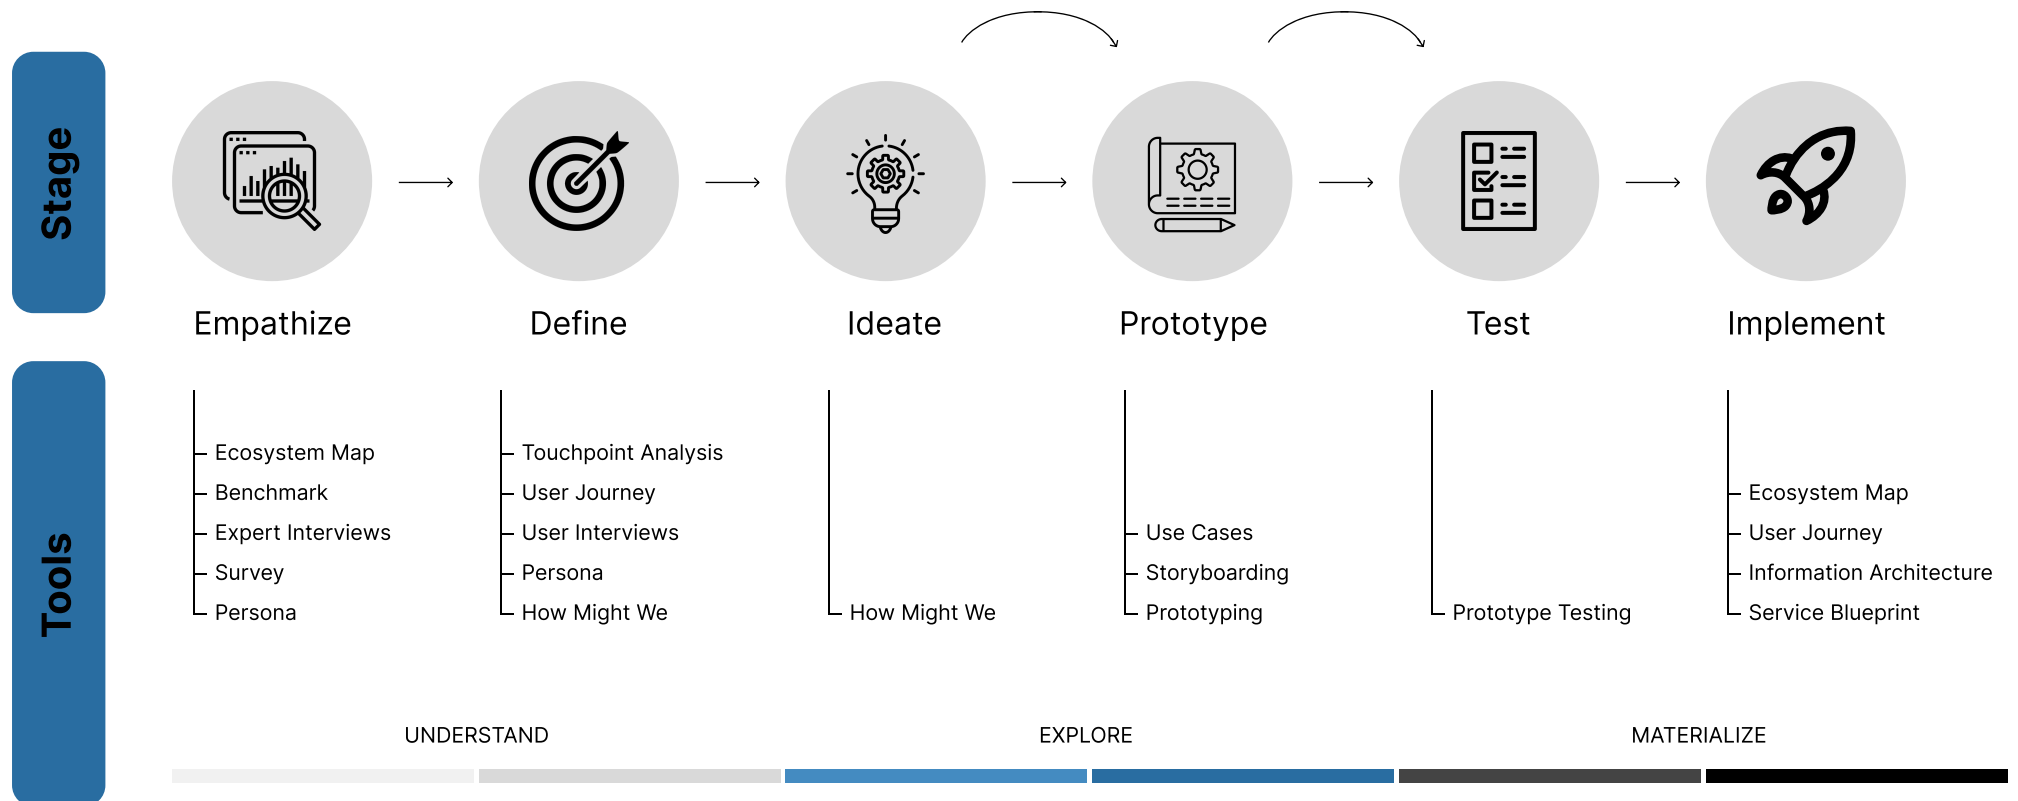 Stage
Empathize
Define
Ideate
Prototype
Test
Implement
Tools
Ecosystem Map
Benchmark
Expert Interviews
Survey
Persona
Touchpoint Analysis
User Journey
User Interviews
Persona
How Might We
How Might We
Use Cases
Storyboarding
Prototyping
Prototype Testing
Ecosystem Map
User Journey
Information Architecture
Service Blueprint
UNDERSTAND
EXPLORE
MATERIALIZE